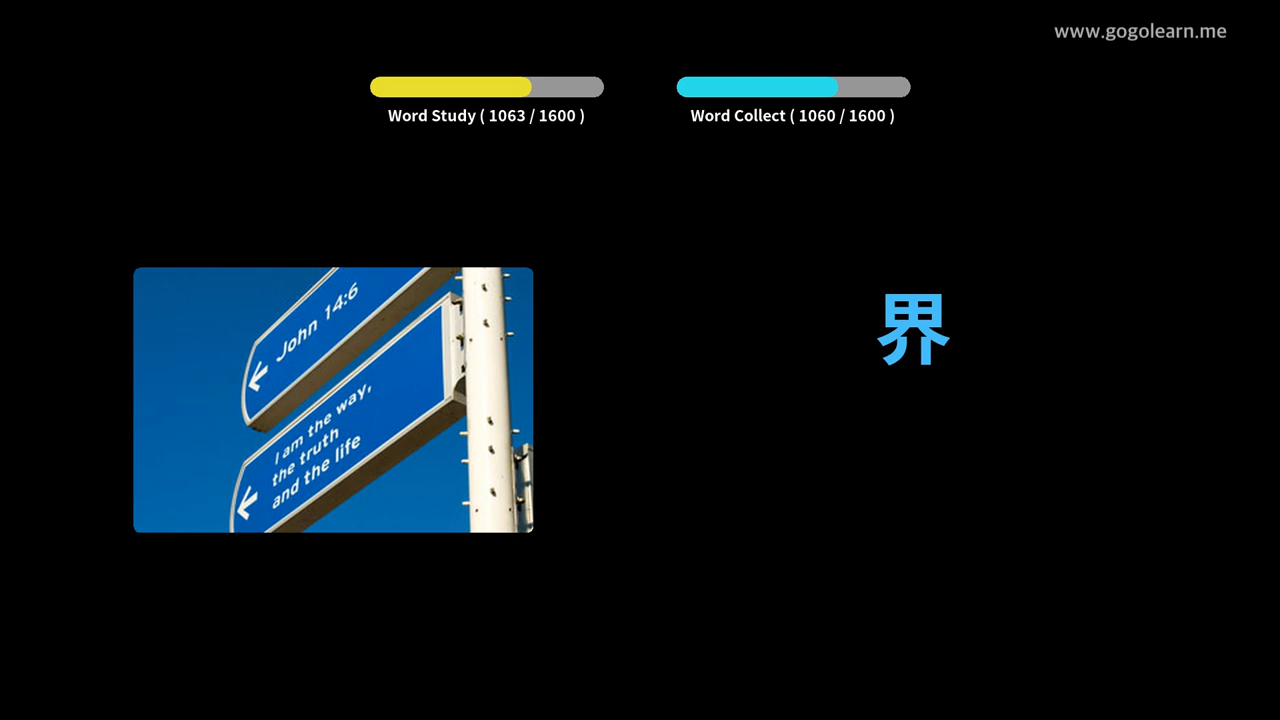 www.gogolearn.me
Word Study ( 1063 / 1600 )
Word Collect ( 1060 / 1600 )
John 14:6
I am the way,
the truth
and the life
界